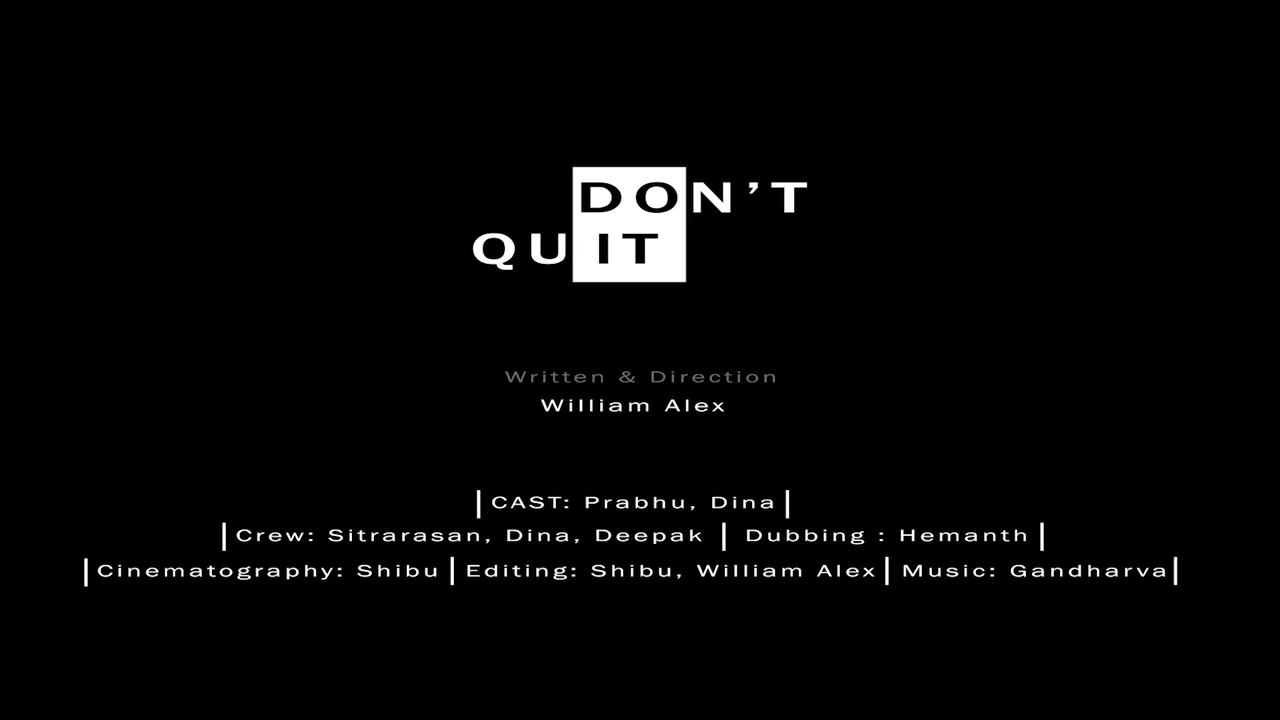 DON’T
QUIT
Written & Direction
William Alex
|CAST: Prabhu, Dina|
|Crew: Sitrarasan, Dina, Deepak | Dubbing : Hemanth |
|Cinematography: Shibu |Editing: Shibu, William Alex| Music: Gandharva|